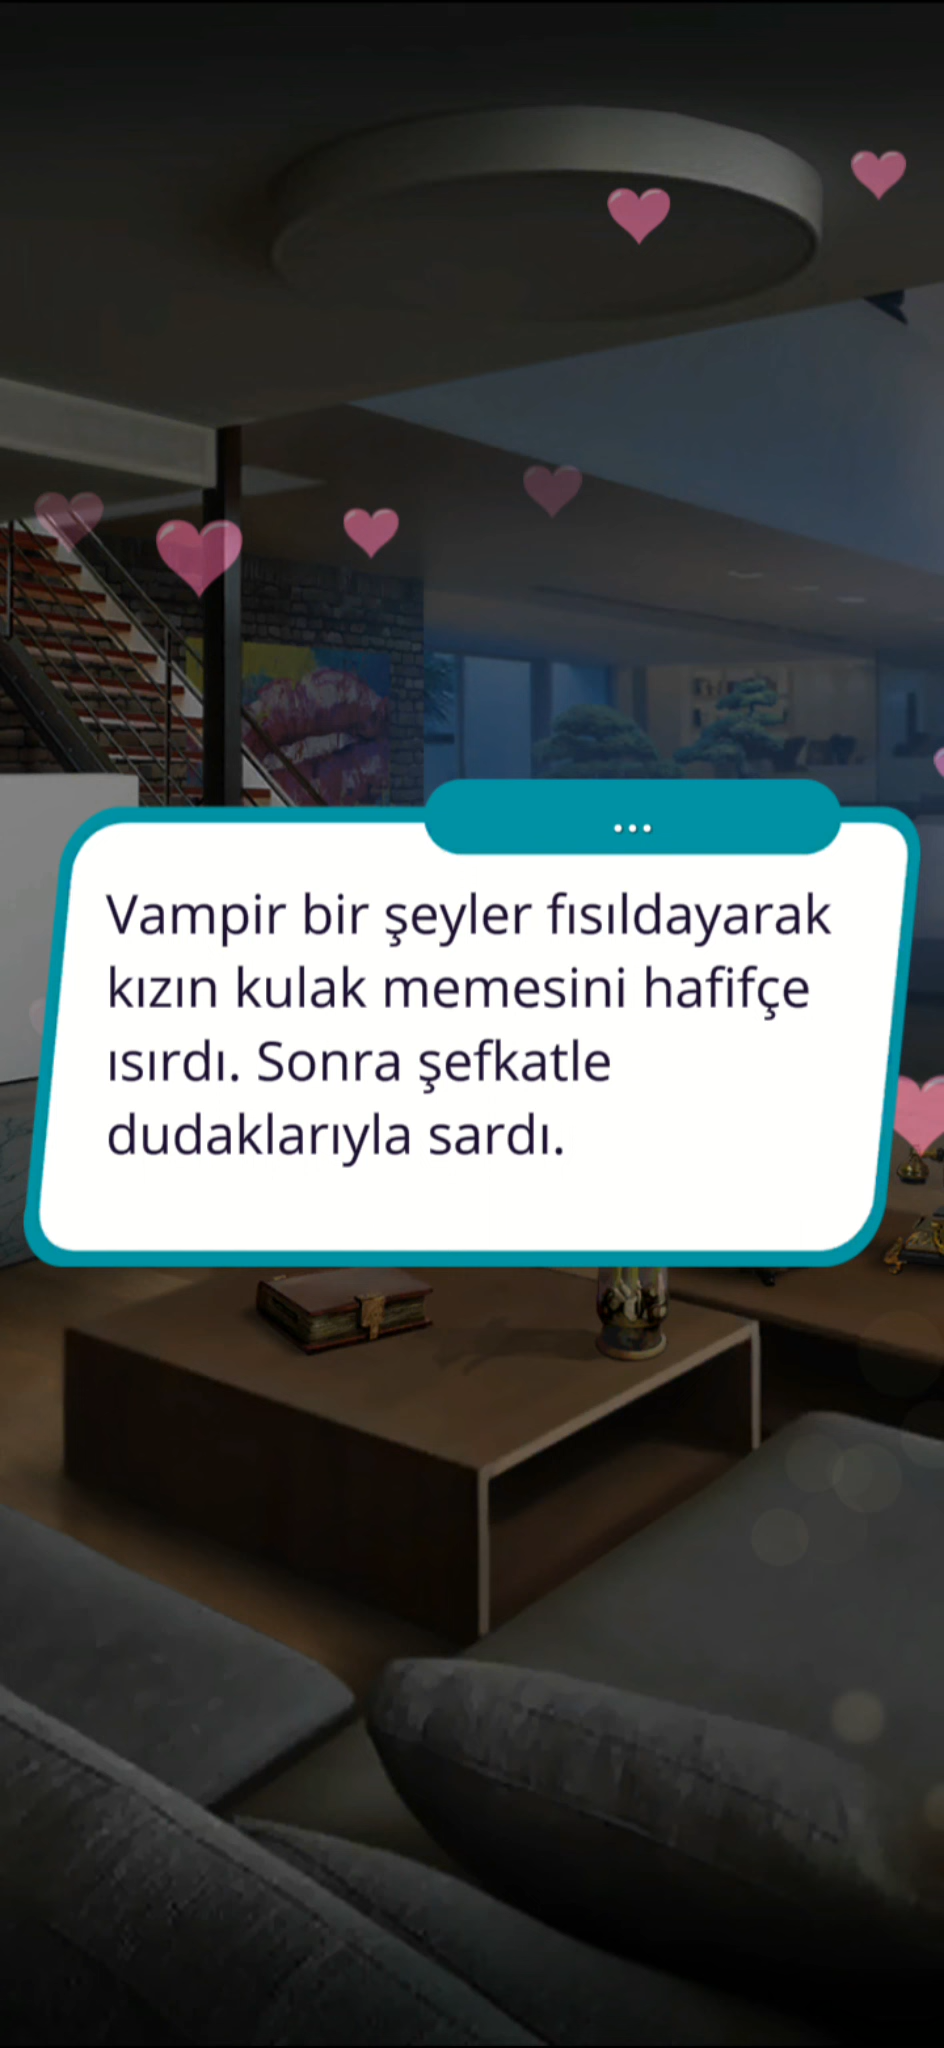 ...
Vampir bir şeyler fısıldayarak
kızın kulak memesini hafifçe
ısırdı. Sonra şefkatle
dudaklarıyla sardı.